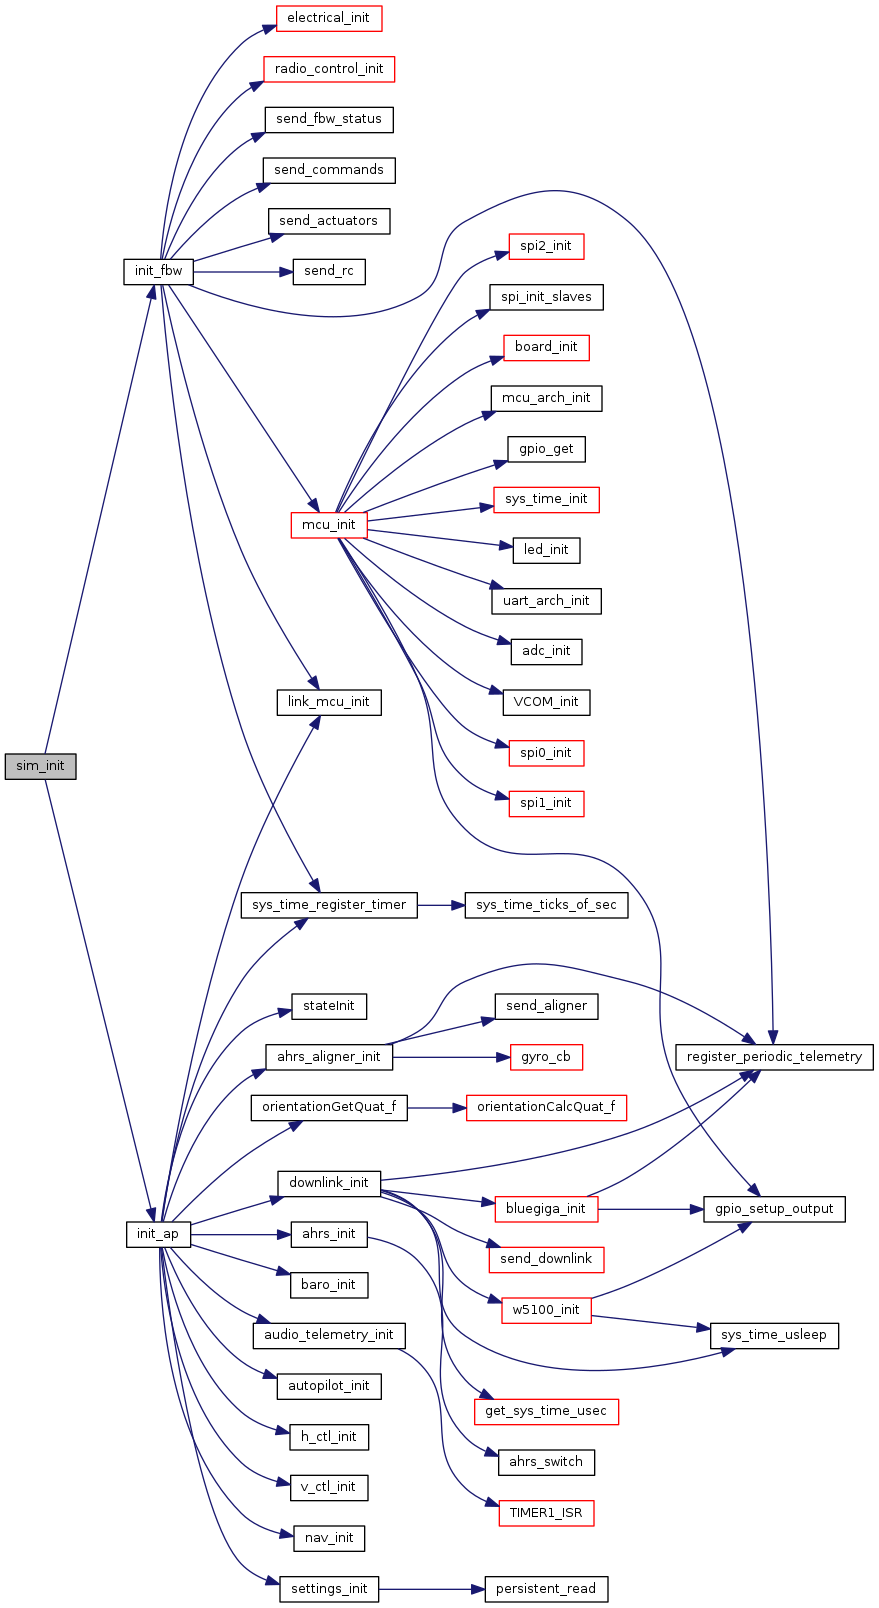 electrical_init
radio_control_init
send_fbw_status
send_commands
send_actuators
init_fbw
send_rc
spi2_init
spi_init_slaves
board_init
mcu_arch_init
gpio_get
sys_time_init
mcu_init
led_init
uart_arch_init
adc_init
link_mcu_init
VCOM_init
spi0_init
sim_init
spi1_init
sys_time_register_timer
sys_time_ticks_of_sec
stateInit
send_aligner
ahrs_aligner_init
gyro_cb
register_periodic_telemetry
orientationGetQuat_f
orientationCalcQuat_f
downlink_init
bluegiga_init
gpio_setup_output
init_ap
ahrs_init
send_downlink
baro_init
w5100_init
audio_telemetry_init
sys_time_usleep
autopilot_init
get_sys_time_usec
h_ctl_init
ahrs_switch
v_ctl_init
TIMER1_ISR
nav_init
settings_init
persistent_read